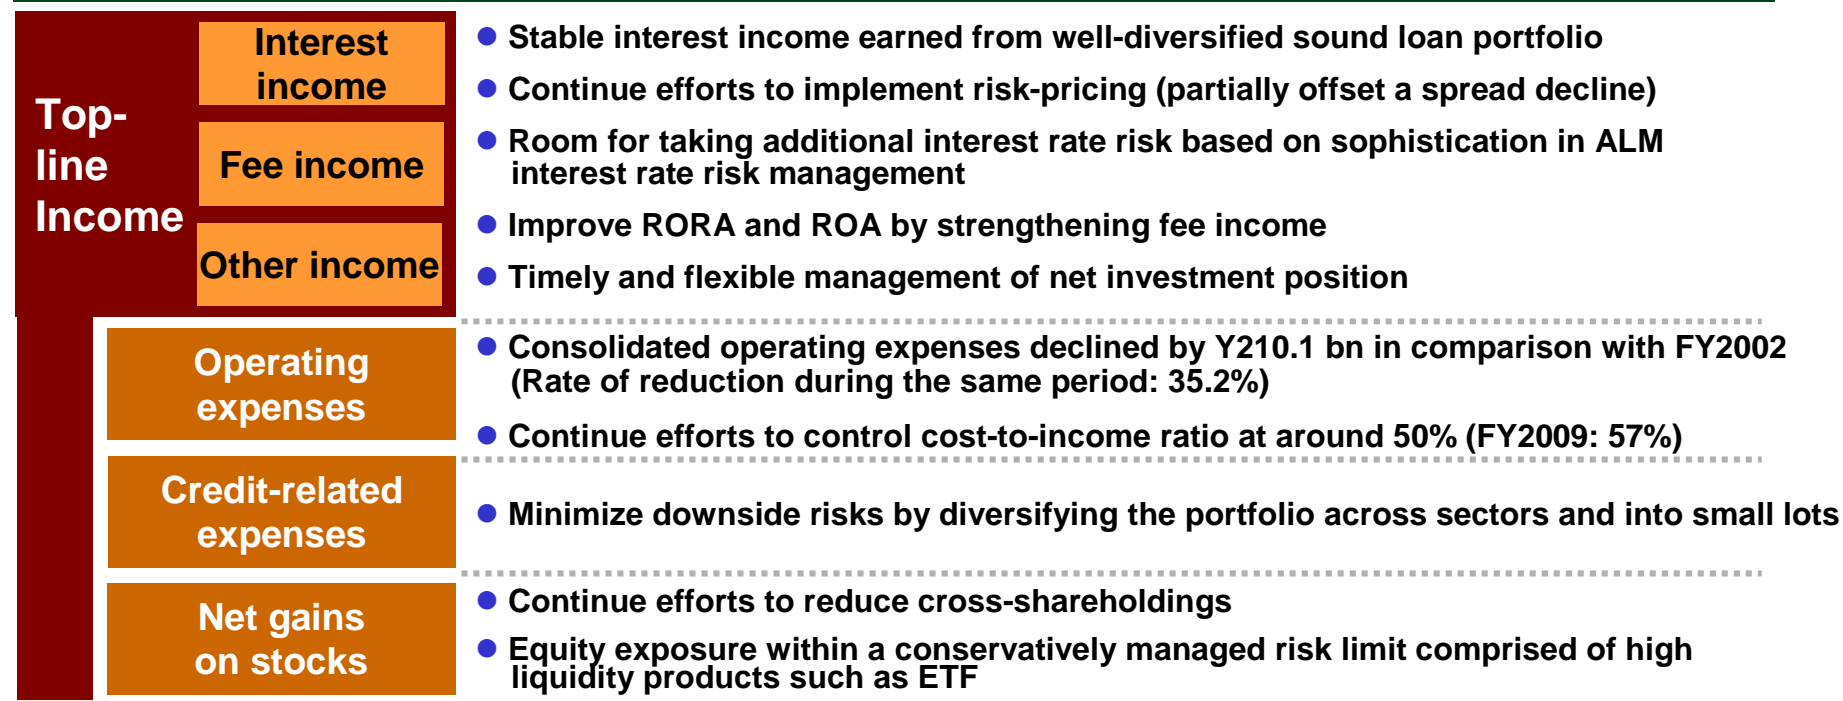 Top-
line
Income
Interest
income
Fee income
Other income
● Stable interest income earned from well-diversified sound loan portfolio
● Continue efforts to implement risk-pricing (partially offset a spread decline)
● Room for taking additional interest rate risk based on sophistication in ALM
interest rate risk management
● Improve RORA and ROA by strengthening fee income
● Timely and flexible management of net investment position
Operating
expenses
● Consolidated operating expenses declined by Y210.1 bn in comparison with FY2002
(Rate of reduction during the same period: 35.2%)
● Continue efforts to control cost-to-income ratio at around 50% (FY2009: 57%)
Credit-related
expenses
● Minimize downside risks by diversifying the portfolio across sectors and into small lots
Net gains
on stocks
● Continue efforts to reduce cross-shareholdings
● Equity exposure within a conservatively managed risk limit comprised of high
liquidity products such as ETF